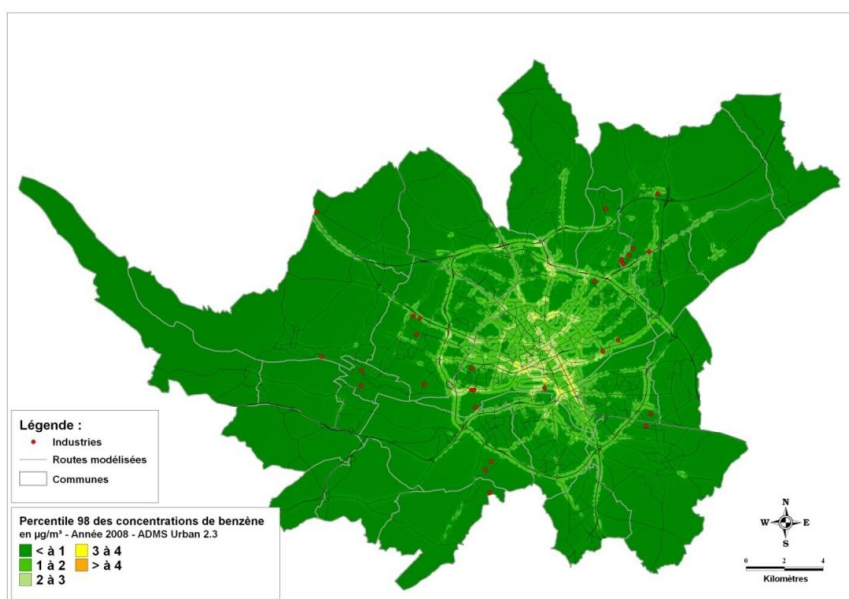 Légende :
Industries
Routes modélisées
Communes
Percentile 98 des concentrations de benzène
en µg/m³ - Année 2008 - ADMS Urban 2.3
< à 1
3 à 4
1 à 2
> à 4
2 à 3
N
W E
S
0 2 4
Kilomètres